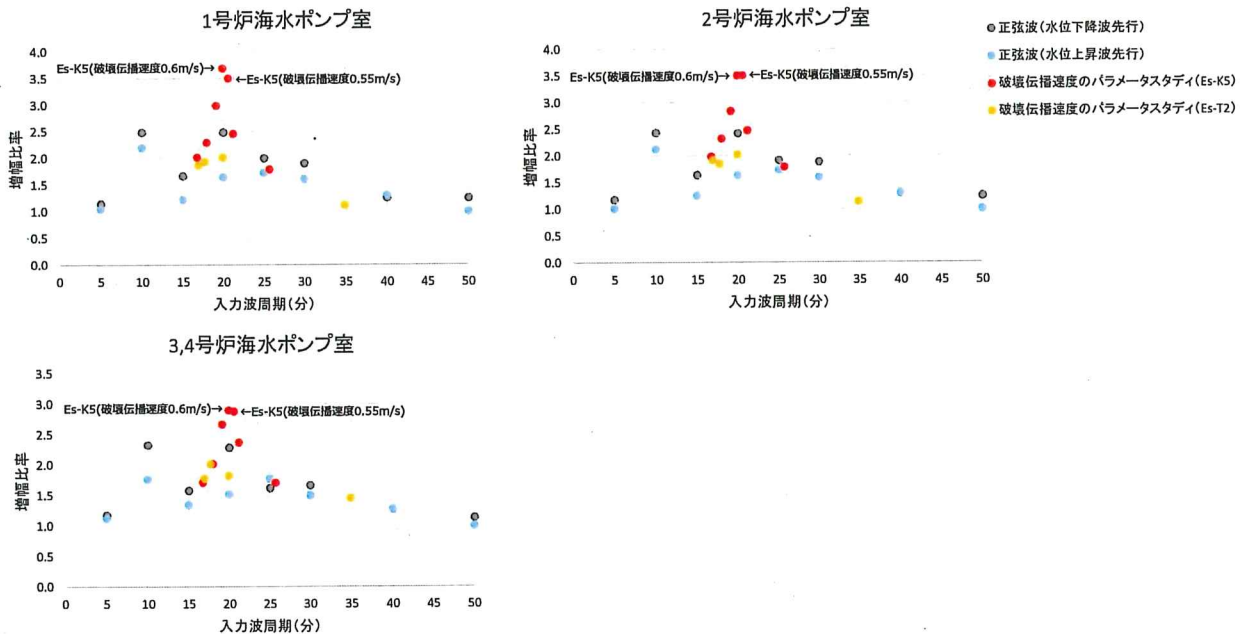 1号炉海水ポンプ室
4.0
3.5
3.0
2.5
2.0
1.5
1.0
0.5
0.0
増幅比率
Es-K5(破壊伝播速度0.6m/s)→
←Es-K5(破壊伝播速度0.55m/s)
0 5 10 15 20 25 30 35 40 45 50
入力波周期(分)
2号炉海水ポンプ室
4.0
3.5
3.0
2.5
2.0
1.5
1.0
0.5
0.0
増幅比率
Es-K5(破壊伝播速度0.6m/s)→
←Es-K5(破壊伝播速度0.55m/s)
0 5 10 15 20 25 30 35 40 45 50
入力波周期(分)
正弦波(水位下降波先行)
正弦波(水位上昇波先行)
破壊伝播速度のパラメータスタディ(Es-K5)
破壊伝播速度のパラメータスタディ(Es-T2)
3,4号炉海水ポンプ室
3.5
3.0
2.5
2.0
1.5
1.0
0.5
0.0
増幅比率
Es-K5(破壊伝播速度0.6m/s)→
←Es-K5(破壊伝播速度0.55m/s)
0 5 10 15 20 25 30 35 40 45 50
入力波周期(分)